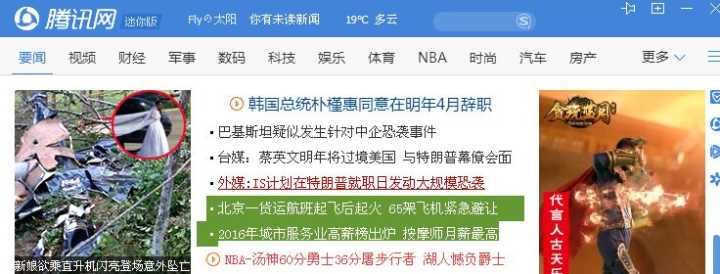 腾讯网 迷你版 Fly の 太阳 你有未读新闻 19℃ 多云
要闻 视频 财经 军事 数码 科技 娱乐 体育 NBA 时尚 汽车 房产 更多
韩国总统朴槿惠同意在明年4月辞职
巴基斯坦疑似发生针对中企恐袭事件
台媒：蔡英文明年将过境美国 与特朗普幕僚会面
外媒:IS计划在特朗普就职日发动大规模恐袭
北京一货运航班起飞后起火 65架飞机紧急避让
2016年城市服务业高薪榜出炉 按摩师月薪最高
NBA-汤神60分勇士36分屠步行者 湖人憾负爵士
新娘欲乘直升机闪亮登场意外坠亡
代言人古天乐